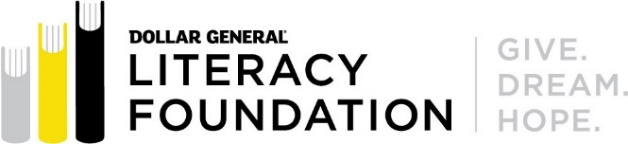 DOLLAR GENERAL
LITERACY
FOUNDATION
GIVE.
DREAM.
HOPE.